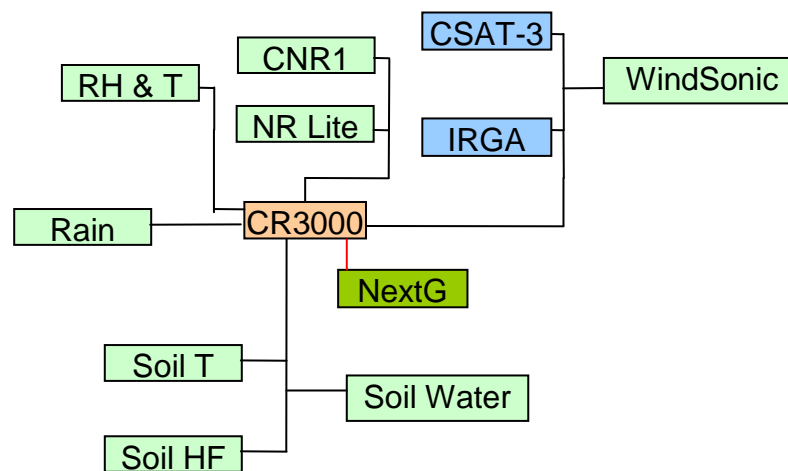 CSAT-3
CNR1
WindSonic
RH & T
NR Lite
IRGA
Rain
CR3000
NextG
Soil T
Soil Water
Soil HF